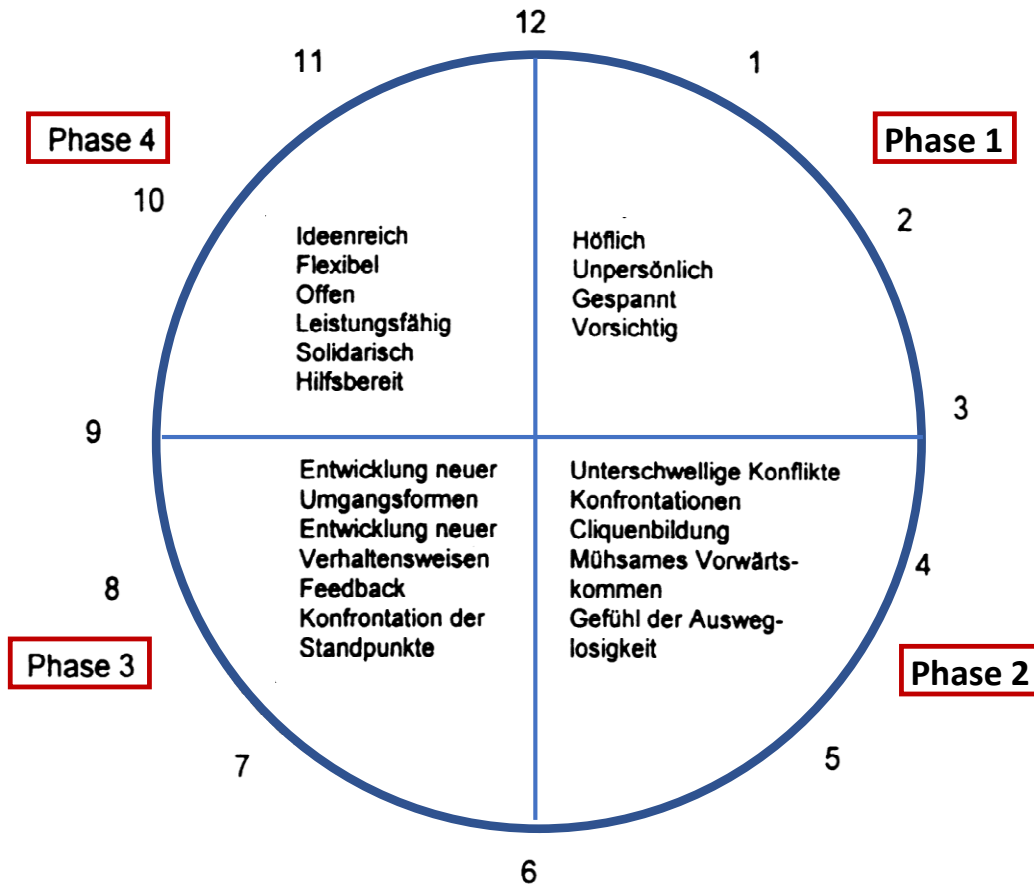 12
11
1
Phase 4
Phase 1
10
2
Ideenreich
Flexibel
Offen
Leistungsfähig
Solidarisch
Hilfsbereit
Höflich
Unpersönlich
Gespannt
Vorsichtig
9
3
Entwicklung neuer
Umgangsformen
Entwicklung neuer
Verhaltensweisen
Feedback
Konfrontation der
Standpunkte
Unterschwellige Konflikte
Konfrontationen
Cliquenbildung
Mühsames Vorwärts-
kommen
Gefühl der Ausweg-
losigkeit
8
4
Phase 3
Phase 2
7
5
6